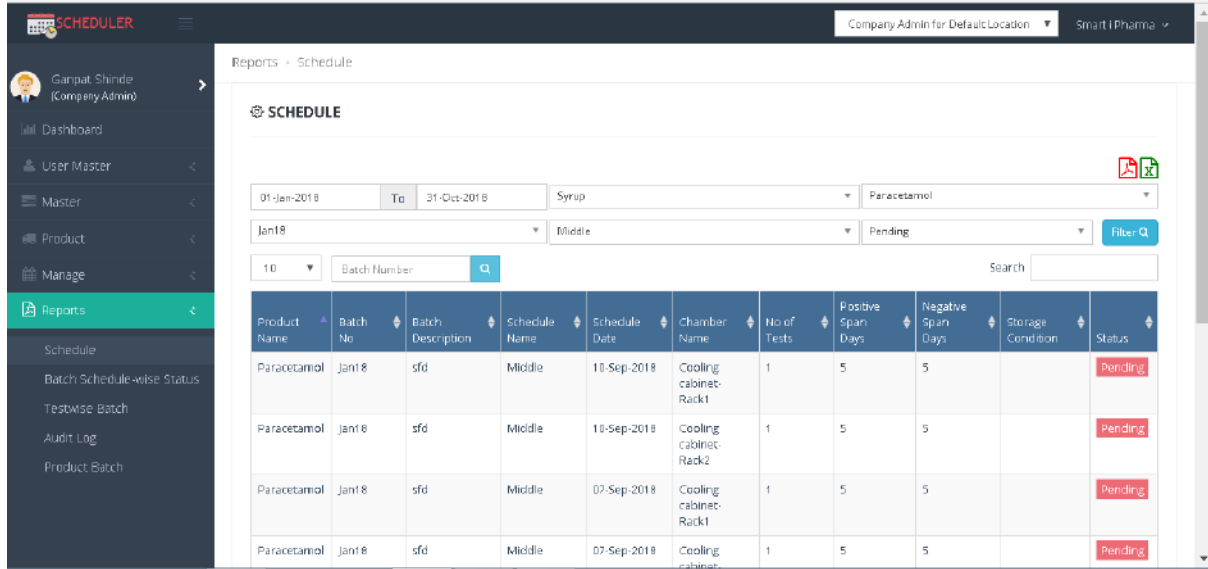 SCHEDULER
Company Admin for Default Location
Smart i Pharma
Ganpat Shinde
(Company Admin)
Dashboard
User Master
Master
Product
Manage
Reports
Schedule
Batch Schedule-wise Status
Testwise Batch
Audit Log
Product Batch
Reports - Schedule
SCHEDULE
01-Jan-2018 To 31-Oct-2018 Syrup Paracetamol
Jan18 Middle Pending Filter
10 Batch Number Search
Product Name Batch No Batch Description Schedule Name Schedule Date Chamber Name No of Tests Positive Span Days Negative Span Days Storage Condition Status
Paracetamol Jan18 sfd Middle 10-Sep-2018 Cooling cabinet-Rack1 1 5 5 Pending
Paracetamol Jan18 sfd Middle 10-Sep-2018 Cooling cabinet-Rack2 1 5 5 Pending
Paracetamol Jan18 sfd Middle 07-Sep-2018 Cooling cabinet-Rack1 1 5 5 Pending
Paracetamol Jan18 sfd Middle 07-Sep-2018 Cooling cabinet- 1 5 5 Pending